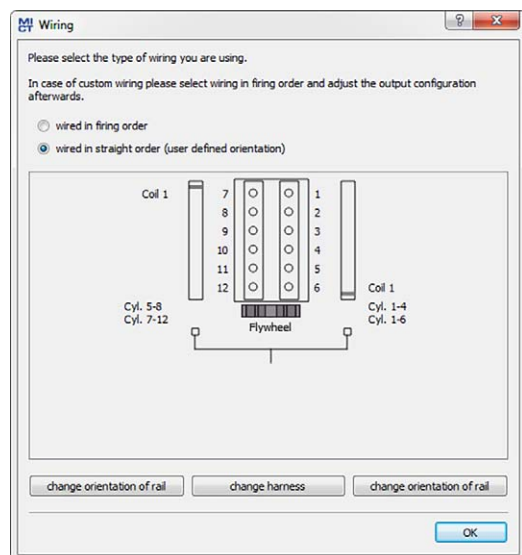 MI CT Wiring
Please select the type of wiring you are using.
In case of custom wiring please select wiring in firing order and adjust the output configuration
afterwards.
wired in firing order
wired in straight order (user defined orientation)
Coil 1
7 1
8 2
9 3
10 4
11 5
12 6
Coil 1
Cyl. 5-8
Cyl. 7-12
Flywheel
Cyl. 1-4
Cyl. 1-6
change orientation of rail
change harness
change orientation of rail
OK